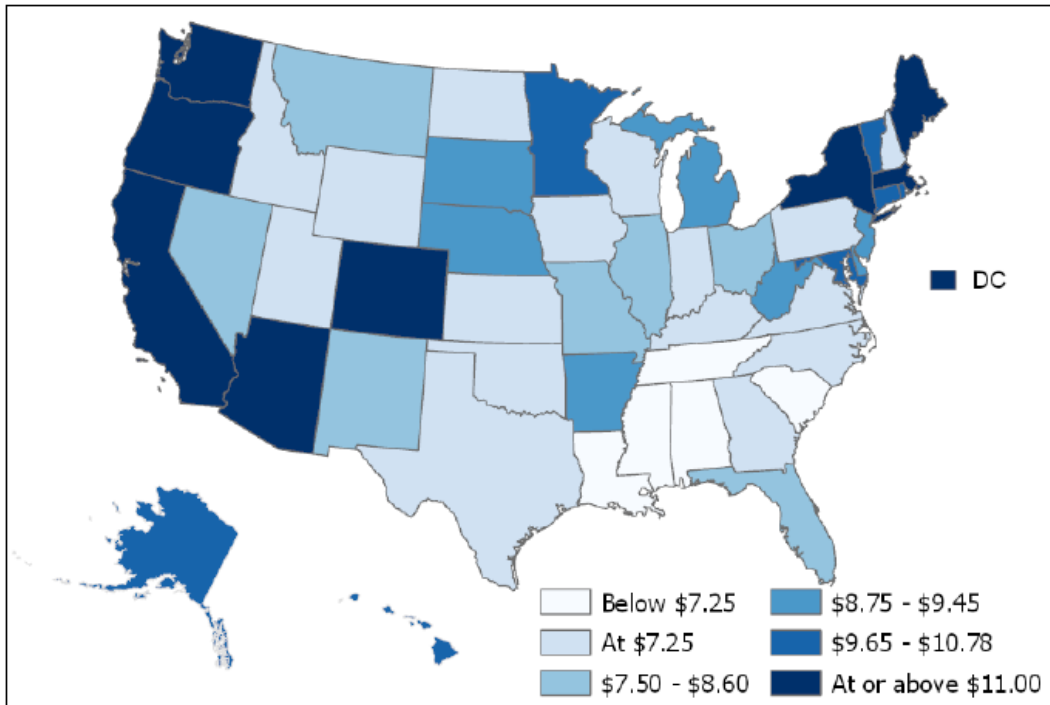 DC
Below $7.25
At $7.25
$7.50 - $8.60
$8.75 - $9.45
$9.65 - $10.78
At or above $11.00